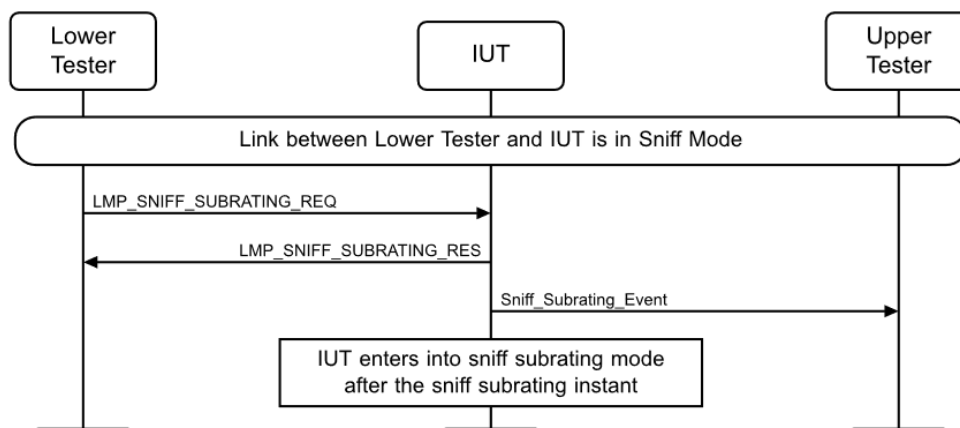 Lower
Tester
IUT
Upper
Tester
Link between Lower Tester and IUT is in Sniff Mode
LMP_SNIFF_SUBRATING_REQ
LMP_SNIFF_SUBRATING_RES
Sniff_Subrating_Event
IUT enters into sniff subrating mode
after the sniff subrating instant